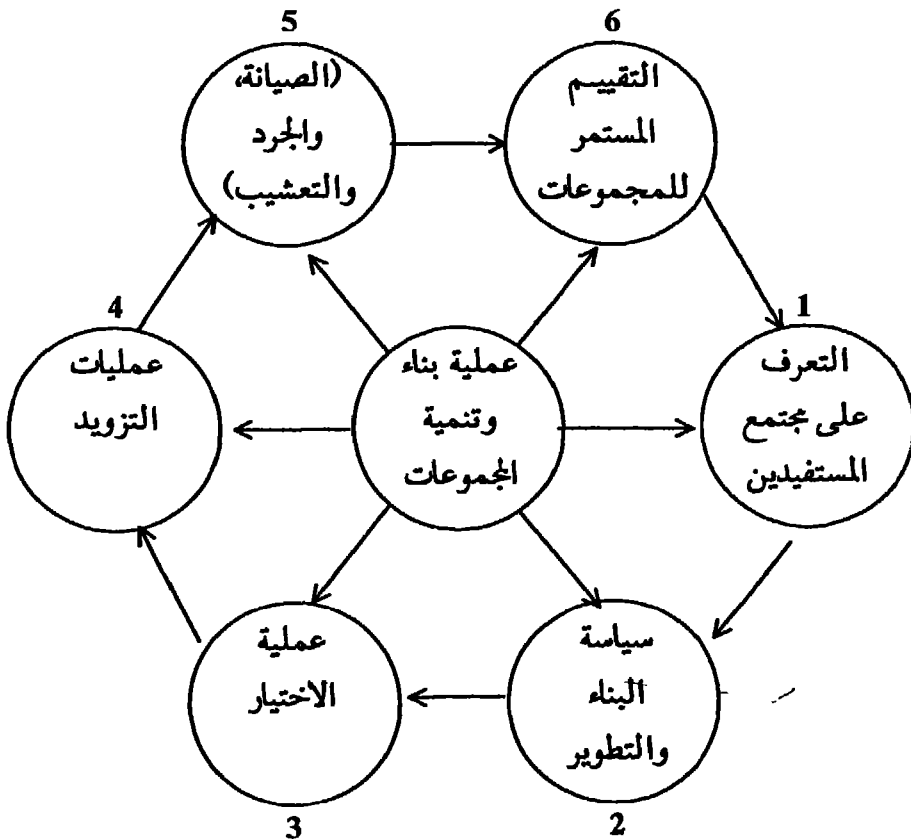 5
(الصيانة،
والجرد
والتعشيب)
6
التقييم
المستمر
للمجموعات
4
عمليات
التزويد
عملية بناء
وتنمية
المجموعات
1
التعرف
على مجتمع
المستفيدين
عملية
الاختيار
3
سياسة
البناء
والتطوير
2